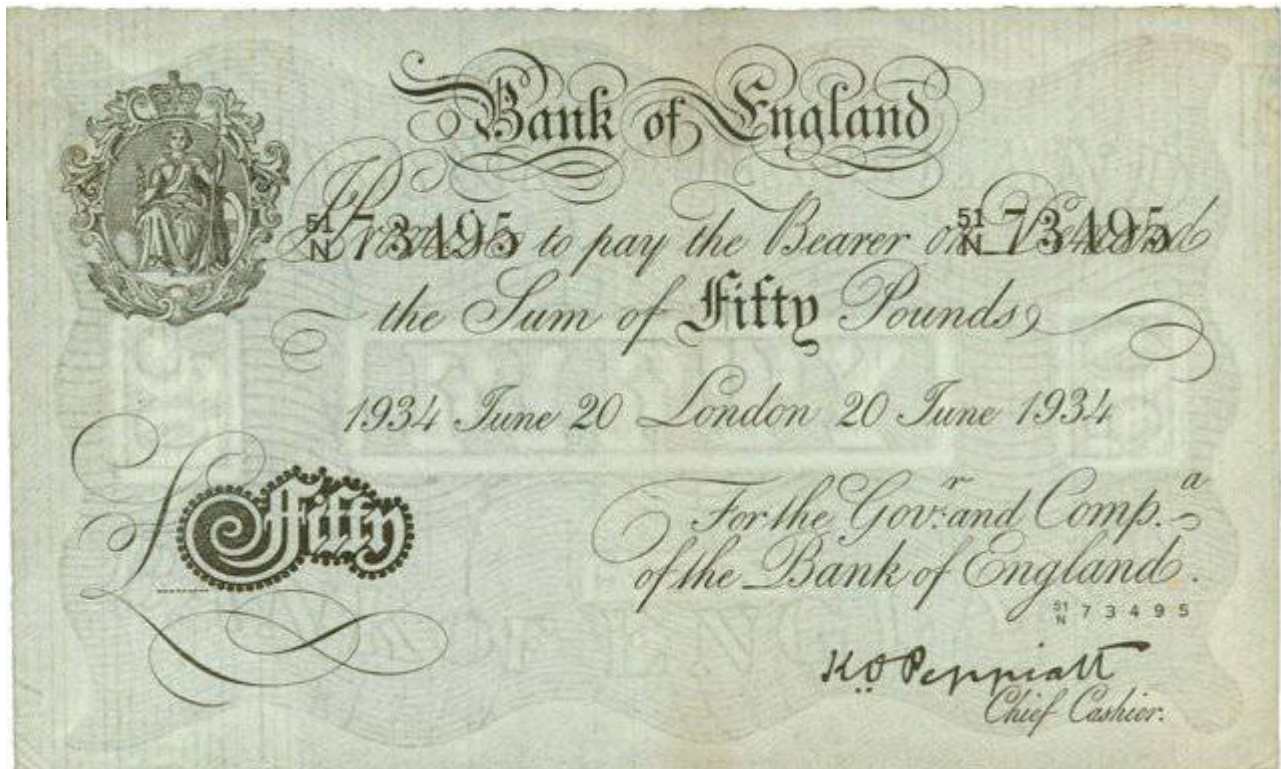 Bank of England
I Promise to pay the Bearer on Demand
51 N 73495
51 N 73495
the Sum of Fifty Pounds
1934 June 20 London 20 June 1934
£ Fifty
For the Gov.r and Comp.a
of the Bank of England.
51 N 73495
K.O. Peppiatt
Chief Cashier.